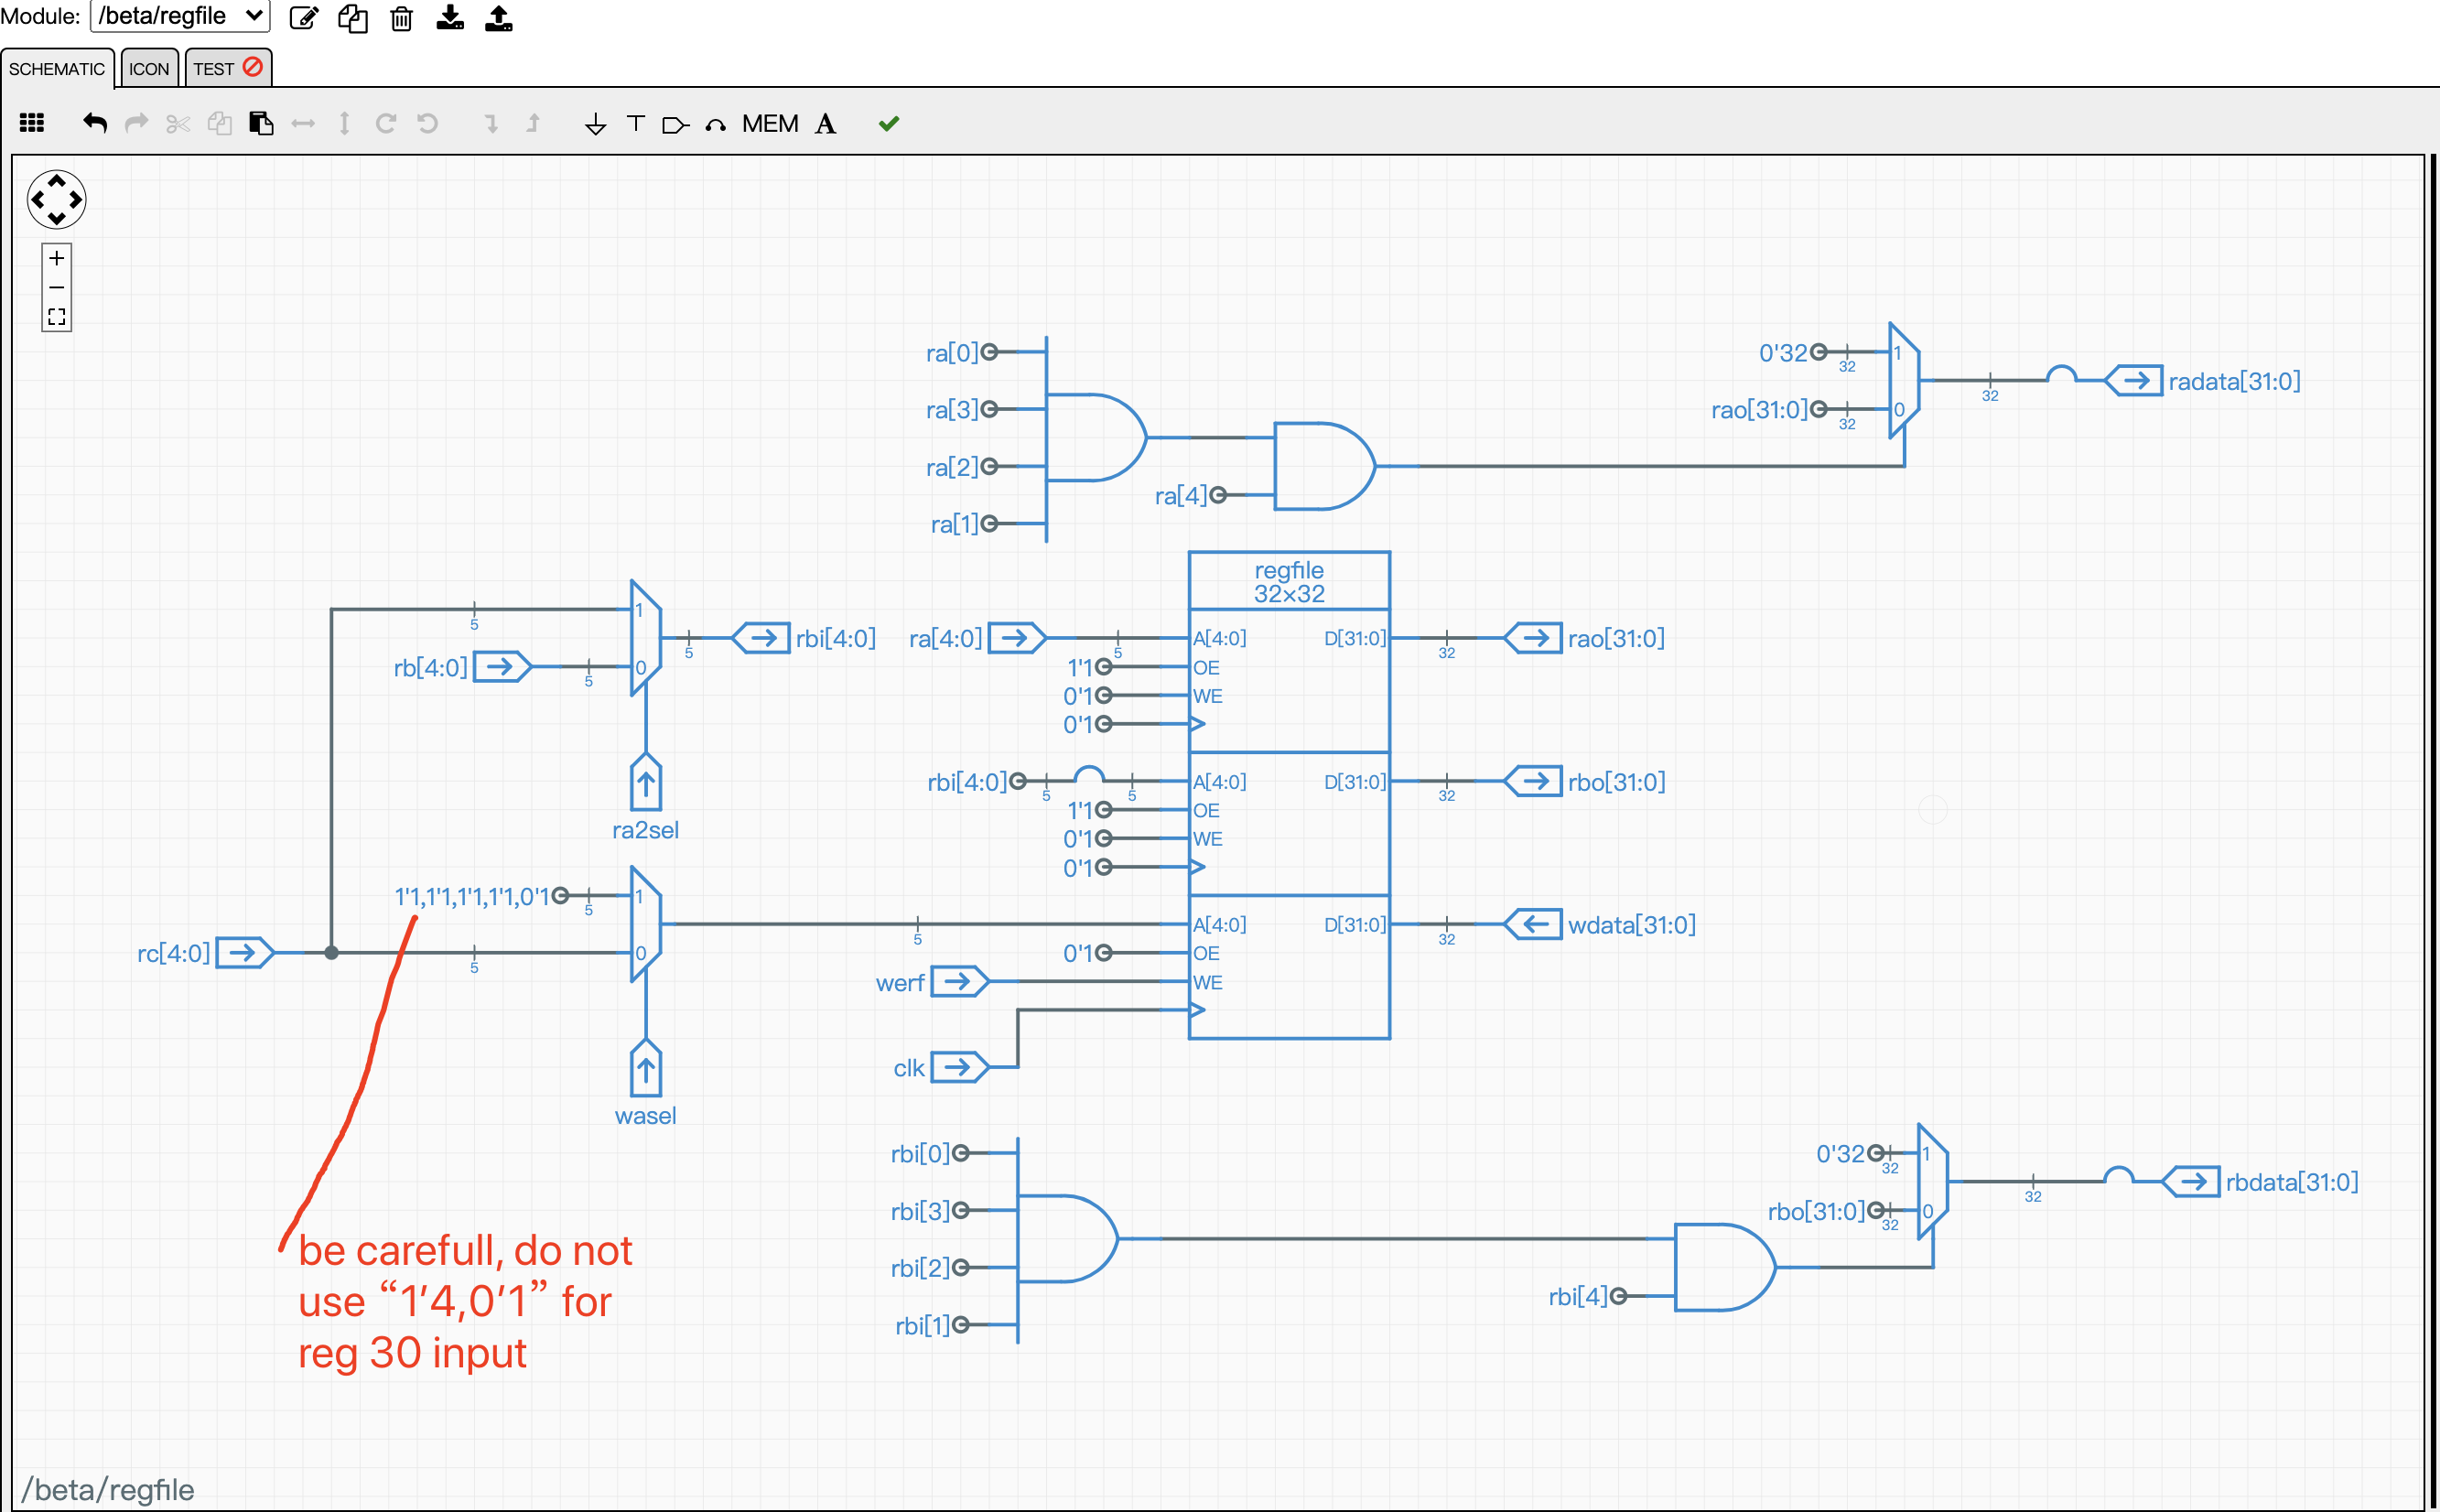 Module: /beta/regfile
SCHEMATIC ICON TEST
MEM A
ra[0]
ra[3]
ra[2]
ra[1]
ra[4]
0'32
32
1
rao[31:0]
32
0
32
radata[31:0]
regfile
32×32
5
1
rb[4:0]
5
0
5
rbi[4:0]
ra2sel
ra[4:0]
5
A[4:0]
D[31:0]
32
rao[31:0]
1'1
OE
0'1
WE
0'1
rbi[4:0]
5
5
A[4:0]
D[31:0]
32
rbo[31:0]
1'1
OE
0'1
WE
0'1
1'1,1'1,1'1,1'1,0'1
5
1
rc[4:0]
5
0
wasel
5
A[4:0]
D[31:0]
32
wdata[31:0]
0'1
OE
werf
WE
clk
rbi[0]
rbi[3]
rbi[2]
rbi[1]
rbi[4]
0'32
32
1
rbo[31:0]
32
0
32
rbdata[31:0]
be carefull, do not
use “1’4,0’1” for
reg 30 input
/beta/regfile